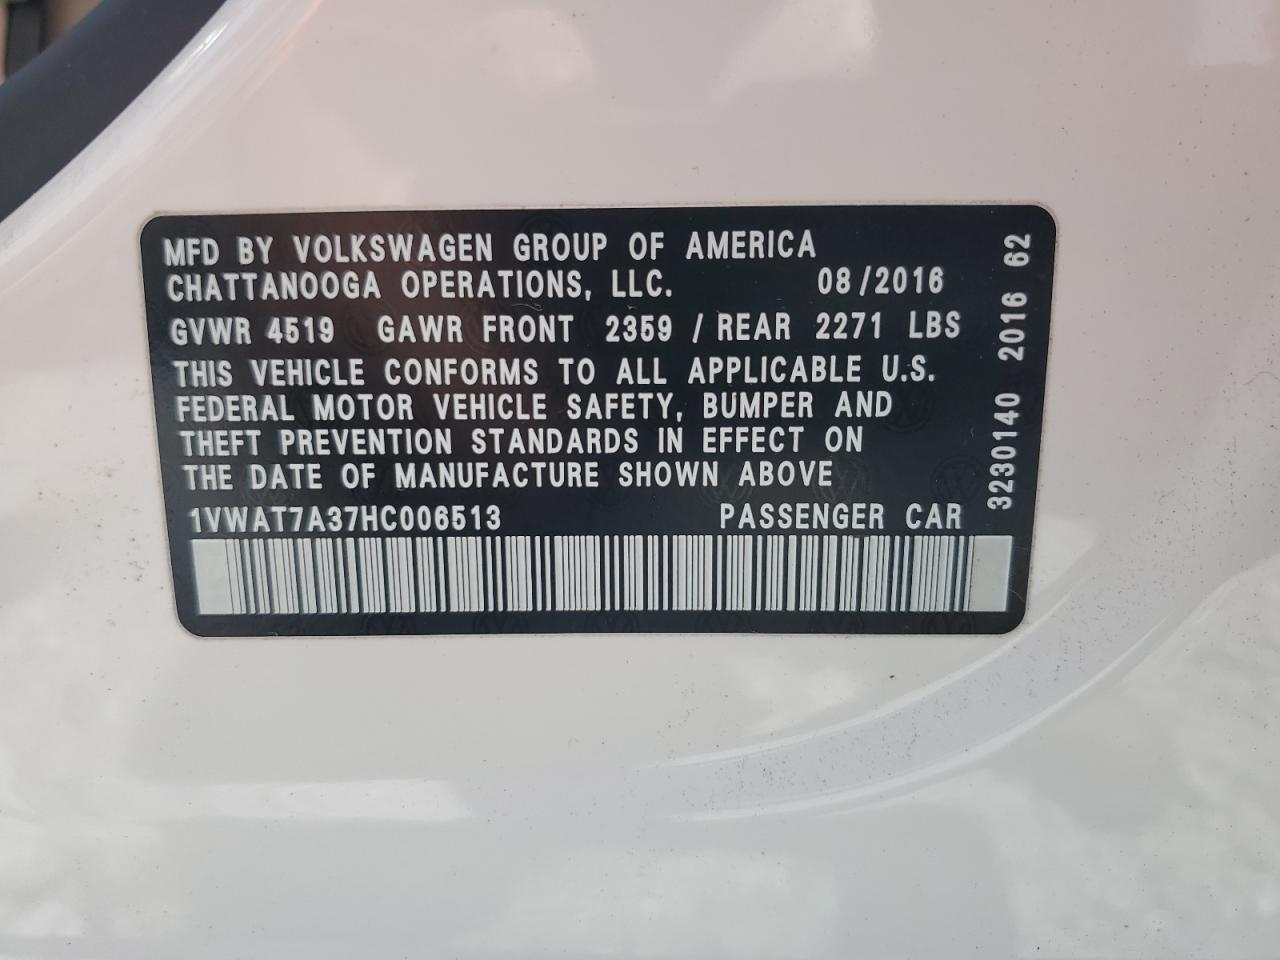 MFD BY VOLKSWAGEN GROUP OF AMERICA
CHATTANOOGA OPERATIONS, LLC. 08/2016
GVWR 4519 GAWR FRONT 2359 / REAR 2271 LBS
THIS VEHICLE CONFORMS TO ALL APPLICABLE U.S.
FEDERAL MOTOR VEHICLE SAFETY, BUMPER AND
THEFT PREVENTION STANDARDS IN EFFECT ON
THE DATE OF MANUFACTURE SHOWN ABOVE
1VWAT7A37HC006513 PASSENGER CAR
3230140 2016 62